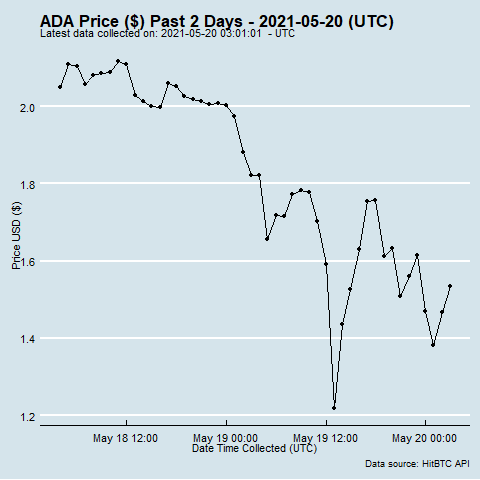 ADA Price ($) Past 2 Days - 2021-05-20 (UTC)
Latest data collected on: 2021-05-20 03:01:01 - UTC
2.0
1.8
1.6
1.4
1.2
Price USD ($)
May 18 12:00
May 19 00:00
May 19 12:00
May 20 00:00
Date Time Collected (UTC)
Data source: HitBTC API